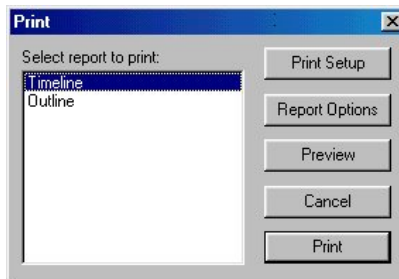 Print
Select report to print:
Timeline
Outline
Print Setup
Report Options
Preview
Cancel
Print